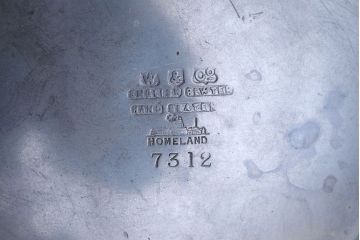 W & Co
ENGLISH PEWTER
HAND BEATEN
HOMELAND
7312